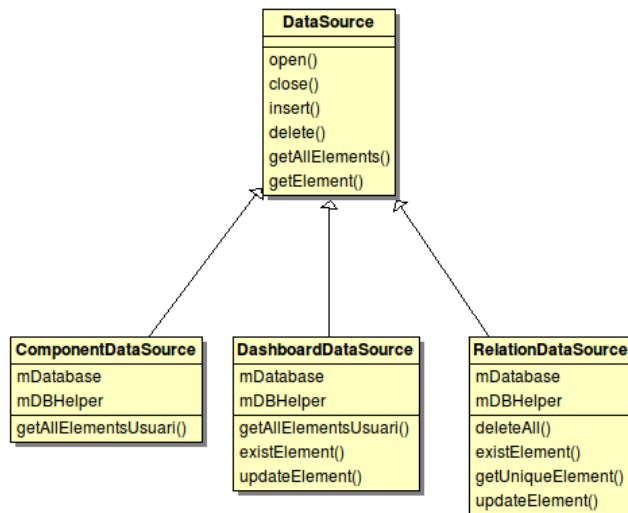 DataSource
open()
close()
insert()
delete()
getAllElements()
getElement()
ComponentDataSource
mDatabase
mDBHelper
getAllElementsUsuari()
DashboardDataSource
mDatabase
mDBHelper
getAllElementsUsuari()
existElement()
updateElement()
RelationDataSource
mDatabase
mDBHelper
deleteAll()
existElement()
getUniqueElement()
updateElement()